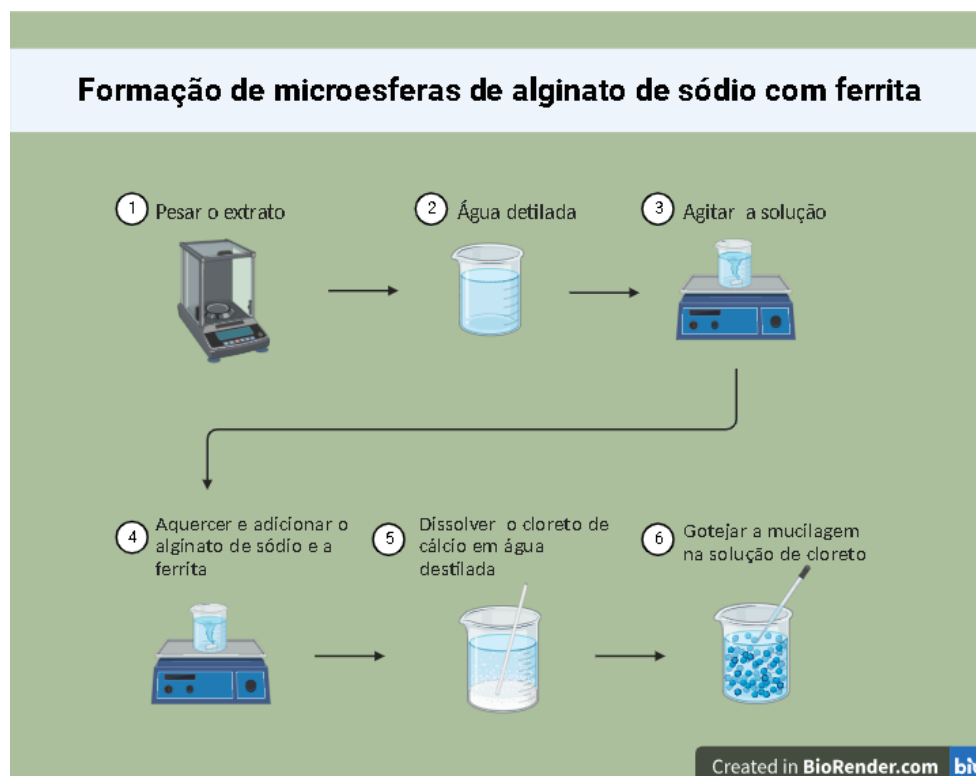 Formação de microesferas de alginato de sódio com ferrita
1 Pesar o extrato
2 Água detilada
3 Agitar a solução
4 Aquercer e adicionar o
alginato de sódio e a
ferrita
5 Dissolver o cloreto de
cálcio em água
destilada
6 Gotejar a mucilagem
na solução de cloreto
Created in BioRender.com